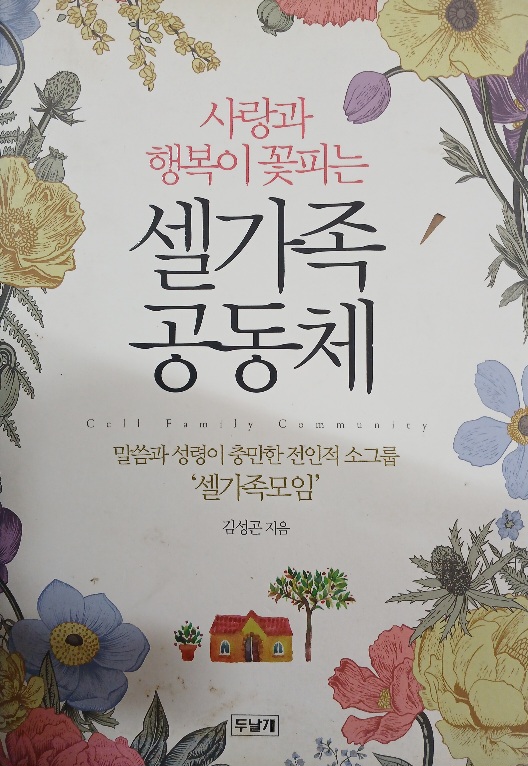 사랑과
행복이 꽃피는
셀가족
공동체
Cell Family Community
말씀과 성령이 충만한 전인적 소그룹
‘셀가족모임’
김성곤 지음
두날개